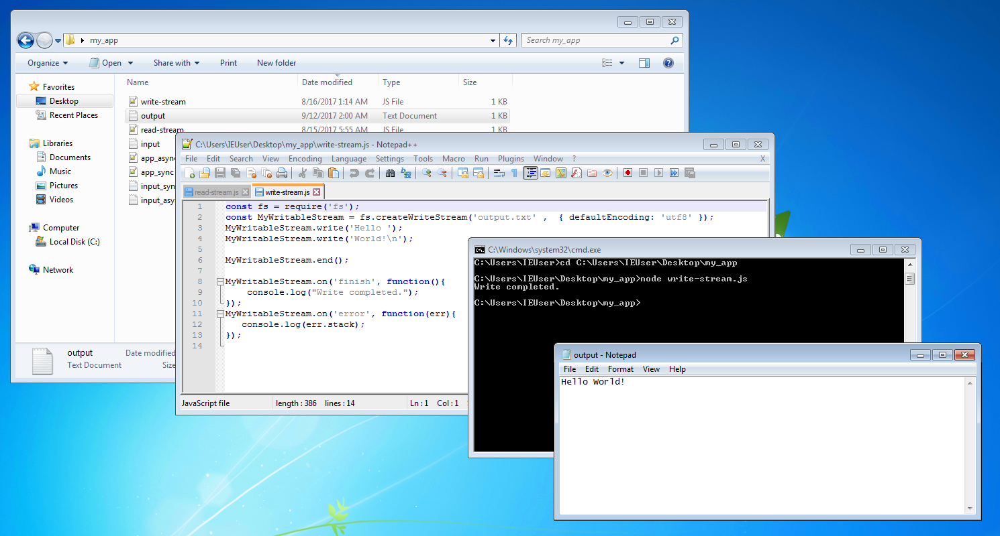 my_app
Search my_app
Organize Open Share with Print New folder
Name Date modified Type Size
Favorites
Desktop
Recent Places
Libraries
Documents
Music
Pictures
Videos
Computer
Local Disk (C:)
Network
write-stream 8/16/2017 1:14 AM JS File 1 KB
output 9/12/2017 2:00 AM Text Document 1 KB
read-stream 8/15/2017 5:55 AM JS File 1 KB
input
app_async
app_sync
input_syn
input_asy
output Date modified
Text Document Size
C:\Users\IEUser\Desktop\my_app\write-stream.js - Notepad++
File Edit Search View Encoding Language Settings Tools Macro Run Plugins Window ? X
read-stream.js write-stream.js
1 const fs = require('fs');
2 const MyWritableStream = fs.createWriteStream('output.txt' , { defaultEncoding: 'utf8' });
3 MyWritableStream.write('Hello ');
4 MyWritableStream.write('World!\n');
5
6 MyWritableStream.end();
7
8 MyWritableStream.on('finish', function(){
9 console.log("Write completed.");
10 });
11 MyWritableStream.on('error', function(err){
12 console.log(err.stack);
13 });
14
JavaScript file length : 386 lines : 14 Ln : 1 Col : 1
C:\Windows\system32\cmd.exe
C:\Users\IEUser>cd C:\Users\IEUser\Desktop\my_app
C:\Users\IEUser\Desktop\my_app>node write-stream.js
Write completed.
C:\Users\IEUser\Desktop\my_app>
output - Notepad
File Edit Format View Help
Hello World!